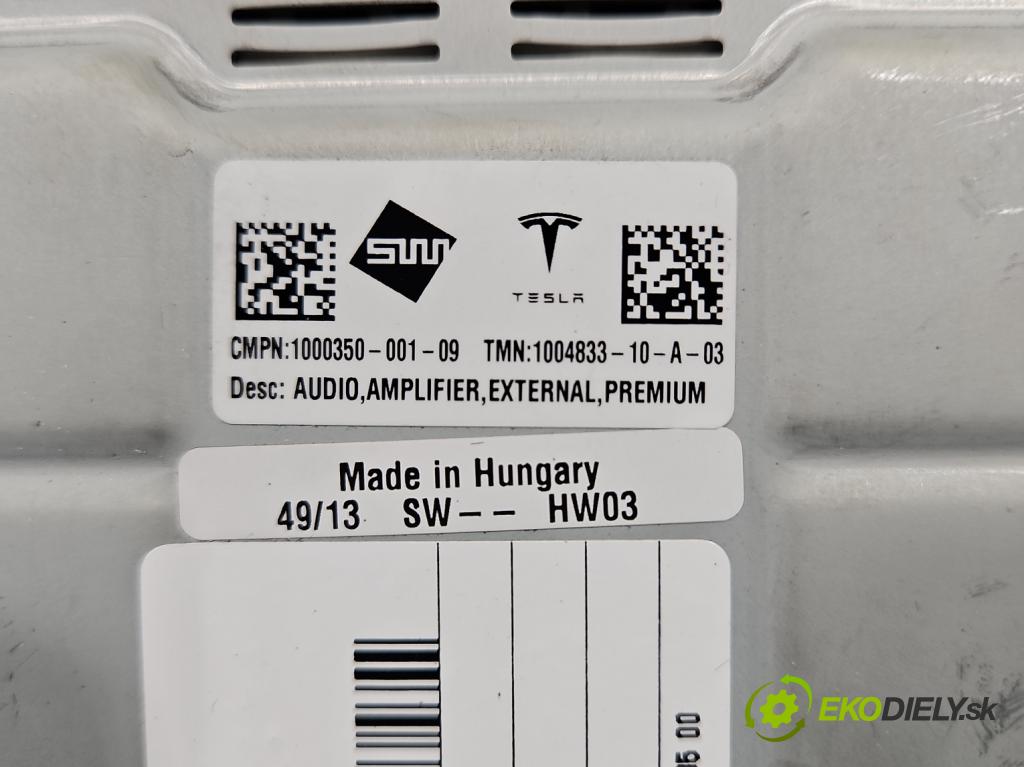 SW
TESLA
CMPN:1000350-001-09 TMN:1004833-10-A-03
Desc: AUDIO,AMPLIFIER,EXTERNAL,PREMIUM
Made in Hungary
49/13 SW-- HW03
00
EKODIELY.sk